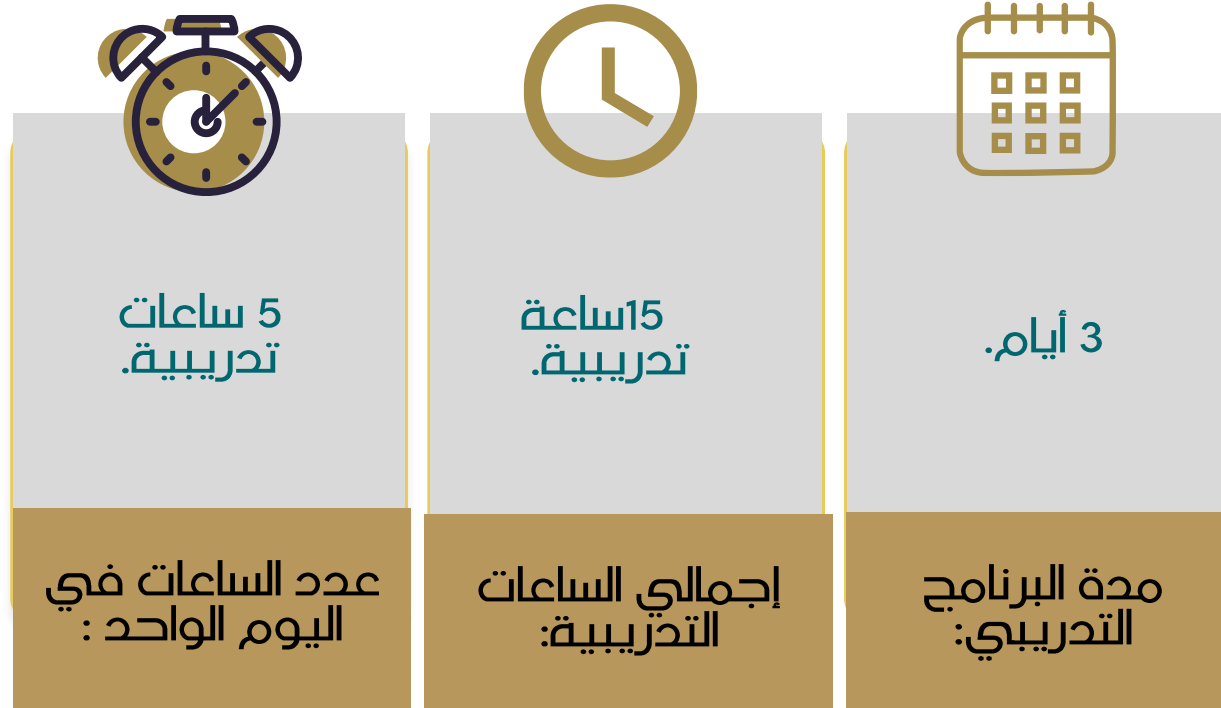 3 أيام.
مدة البرنامج
التدريبي:
15ساعة
تدريبية.
إجمالي الساعات
التدريبية:
5 ساعات
تدريبية.
عدد الساعات في
اليوم الواحد :